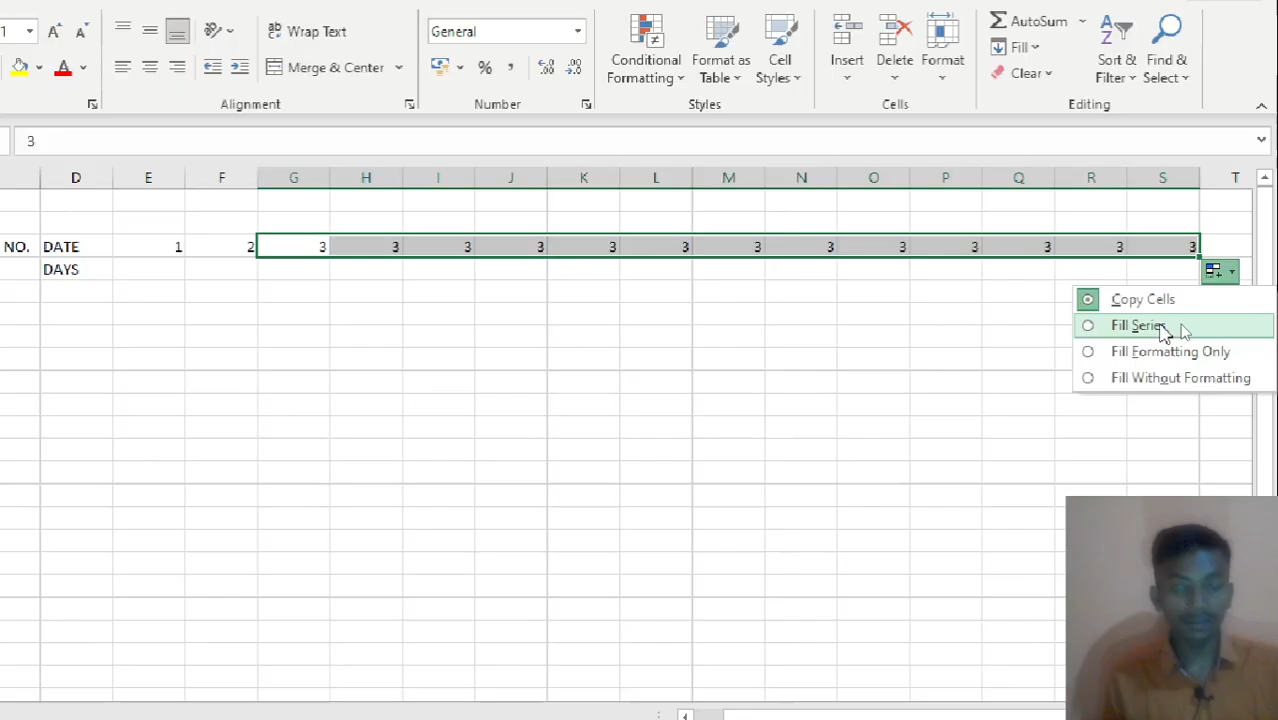 1
Wrap Text
General
Merge & Center
%
,
Conditional
Formatting
Format as
Table
Cell
Styles
Insert
Delete
Format
AutoSum
Fill
Clear
Sort &
Filter
Find &
Select
Alignment
Number
Styles
Cells
Editing
3
D E F G H I J K L M N O P Q R S T
NO. DATE 1 2 3 3 3 3 3 3 3 3 3 3 3 3 3
DAYS
Copy Cells
Fill Series
Fill Formatting Only
Fill Without Formatting